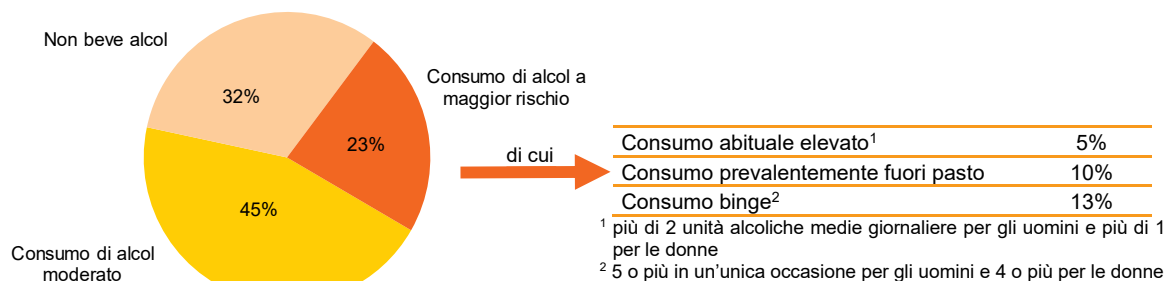 Non beve alcol
32%
Consumo di alcol a
maggior rischio
23%
45%
Consumo di alcol
moderato
di cui
Consumo abituale elevato¹ 5%
Consumo prevalentemente fuori pasto 10%
Consumo binge² 13%
¹ più di 2 unità alcoliche medie giornaliere per gli uomini e più di 1
per le donne
² 5 o più in un'unica occasione per gli uomini e 4 o più per le donne